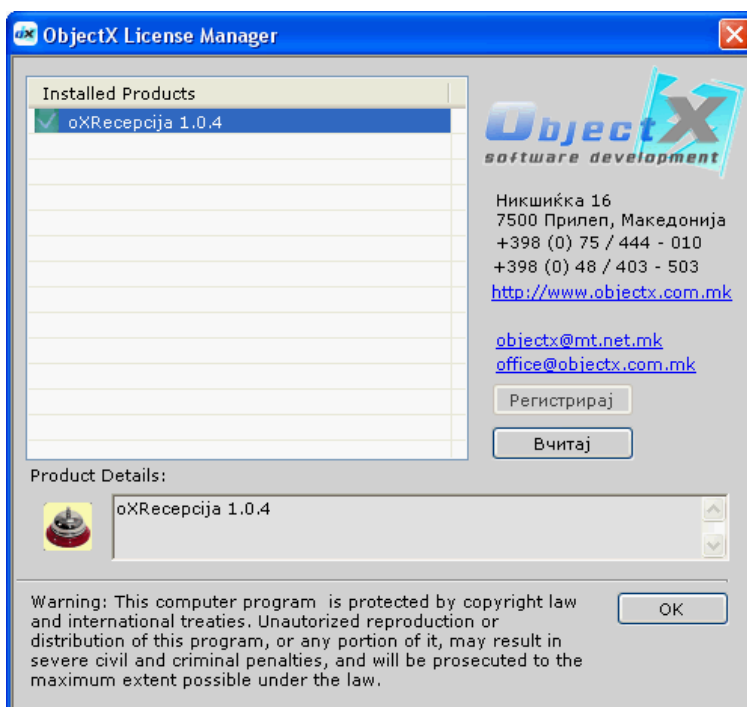 ObjectX License Manager
Installed Products
oXRecepcija 1.0.4
ObjectX
software development
Никшиќка 16
7500 Прилеп, Македонија
+398 (0) 75 / 444 - 010
+398 (0) 48 / 403 - 503
http://www.objectx.com.mk
objectx@mt.net.mk
office@objectx.com.mk
Регистрирај
Вчитај
Product Details:
oXRecepcija 1.0.4
Warning: This computer program is protected by copyright law
and international treaties. Unautorized reproduction or
distribution of this program, or any portion of it, may result in
severe civil and criminal penalties, and will be prosecuted to the
maximum extent possible under the law.
OK